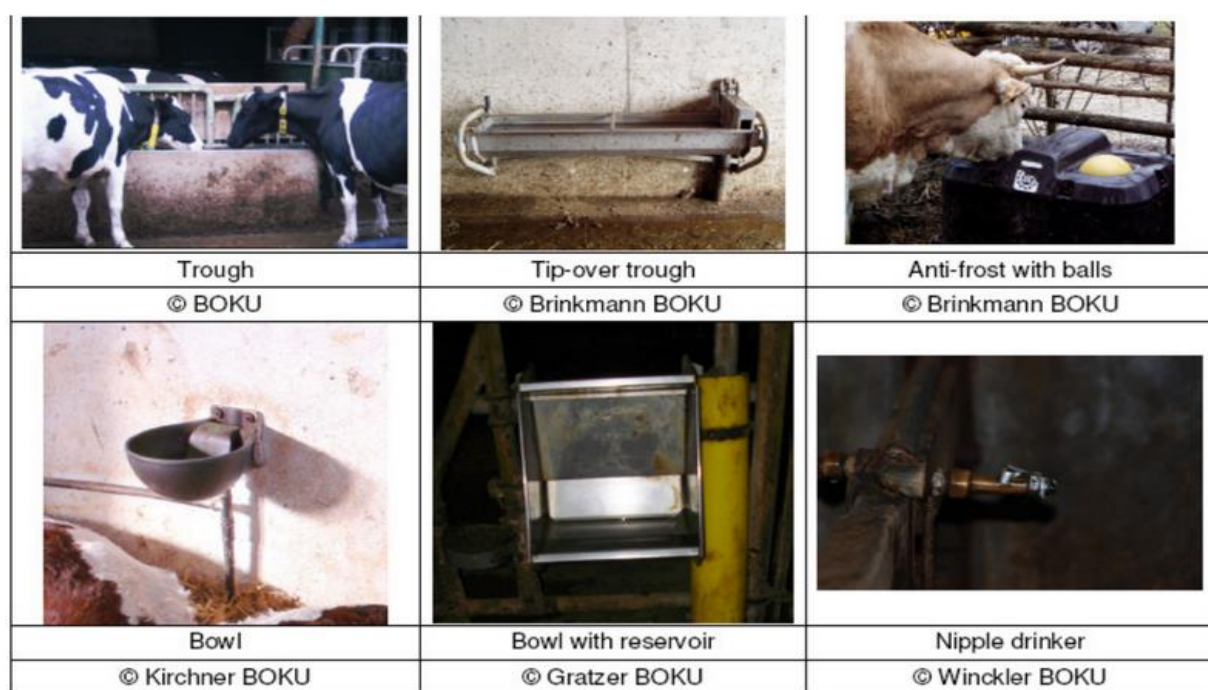 Trough
Tip-over trough
Anti-frost with balls
© BOKU
© Brinkmann BOKU
© Brinkmann BOKU
Bowl
Bowl with reservoir
Nipple drinker
© Kirchner BOKU
© Gratzer BOKU
© Winckler BOKU